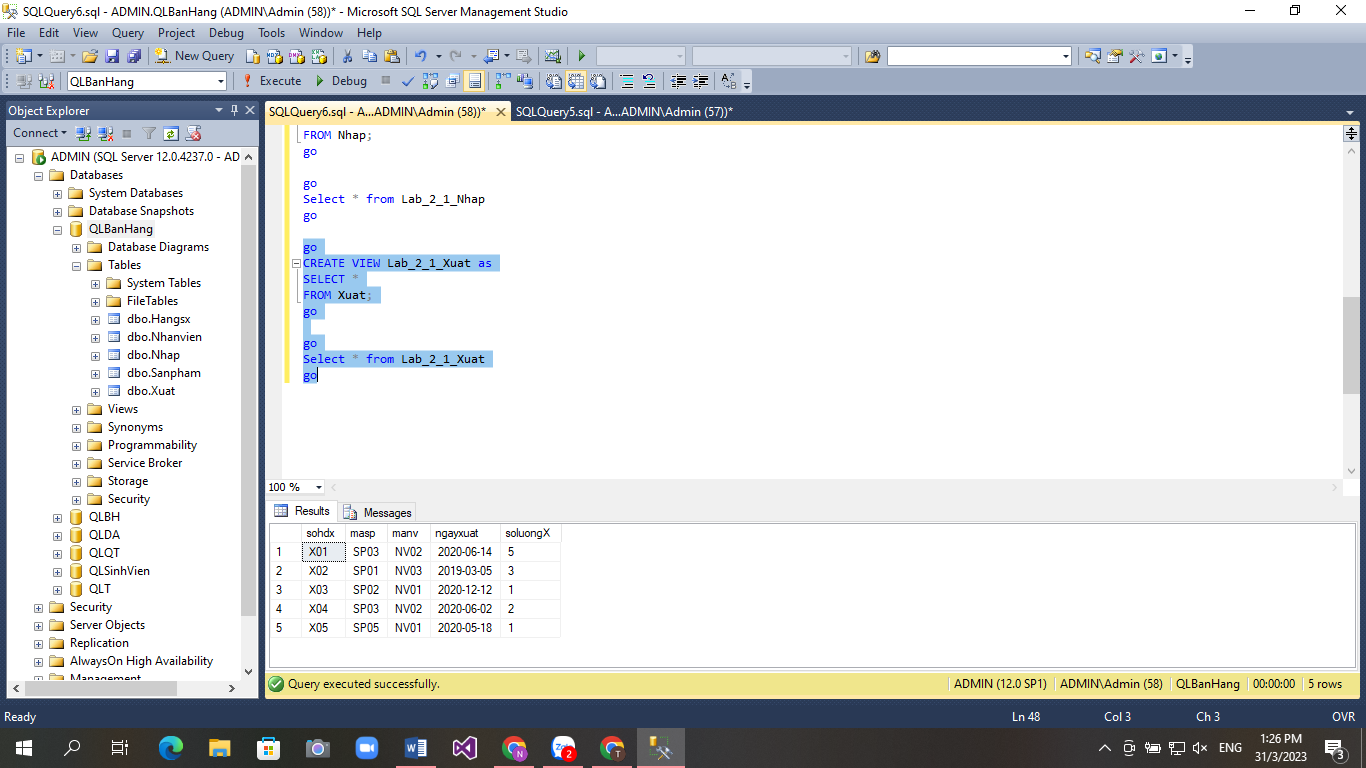 SQLQuery6.sql - ADMIN.QLBanHang (ADMIN\Admin (58))* - Microsoft SQL Server Management Studio
File Edit View Query Project Debug Tools Window Help
New Query
QLBanHang Execute Debug
Object Explorer
Connect
ADMIN (SQL Server 12.0.4237.0 - AD
Databases
System Databases
Database Snapshots
QLBanHang
Database Diagrams
Tables
System Tables
FileTables
dbo.Hangsx
dbo.Nhanvien
dbo.Nhap
dbo.Sanpham
dbo.Xuat
Views
Synonyms
Programmability
Service Broker
Storage
Security
QLBH
QLDA
QLQT
QLSinhVien
QLT
Security
Server Objects
Replication
AlwaysOn High Availability
Management
SQLQuery6.sql - A...ADMIN\Admin (58))* SQLQuery5.sql - A...ADMIN\Admin (57))*
FROM Nhap;
go
go
Select * from Lab_2_1_Nhap
go
go
CREATE VIEW Lab_2_1_Xuat as
SELECT *
FROM Xuat;
go
go
Select * from Lab_2_1_Xuat
go
100 %
Results Messages
sohdx masp manv ngayxuat soluongX
1 X01 SP03 NV02 2020-06-14 5
2 X02 SP01 NV03 2019-03-05 3
3 X03 SP02 NV01 2020-12-12 1
4 X04 SP03 NV02 2020-06-02 2
5 X05 SP05 NV01 2020-05-18 1
Query executed successfully. ADMIN (12.0 SP1) ADMIN\Admin (58) QLBanHang 00:00:00 5 rows
Ready Ln 48 Col 3 Ch 3 OVR
ENG 1:26 PM
31/3/2023